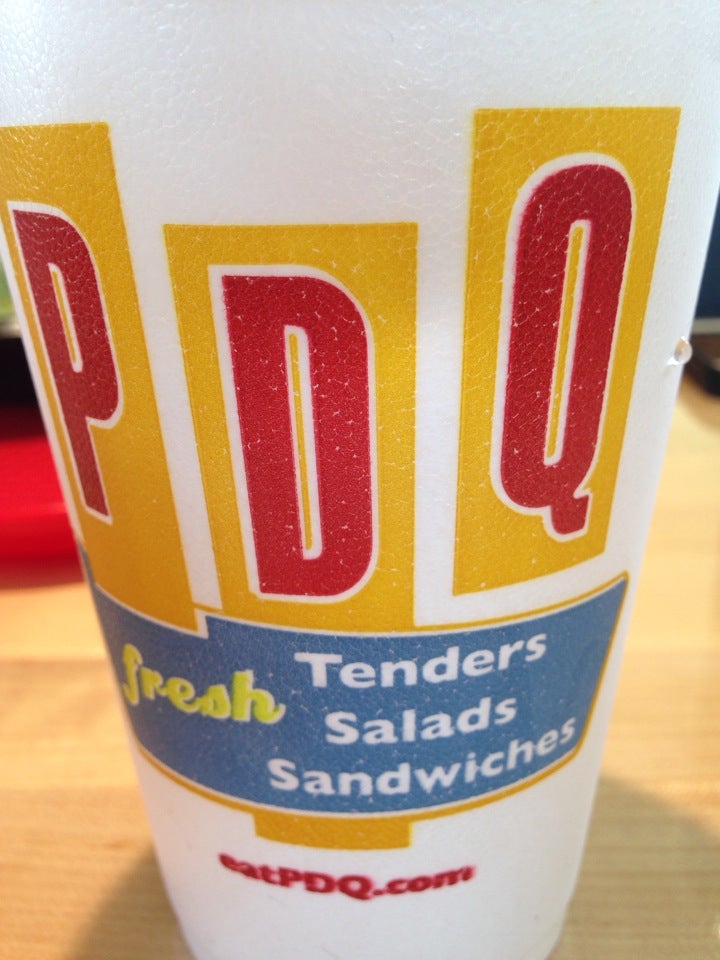 PDQ
fresh
Tenders
Salads
Sandwiches
eatPDQ.com